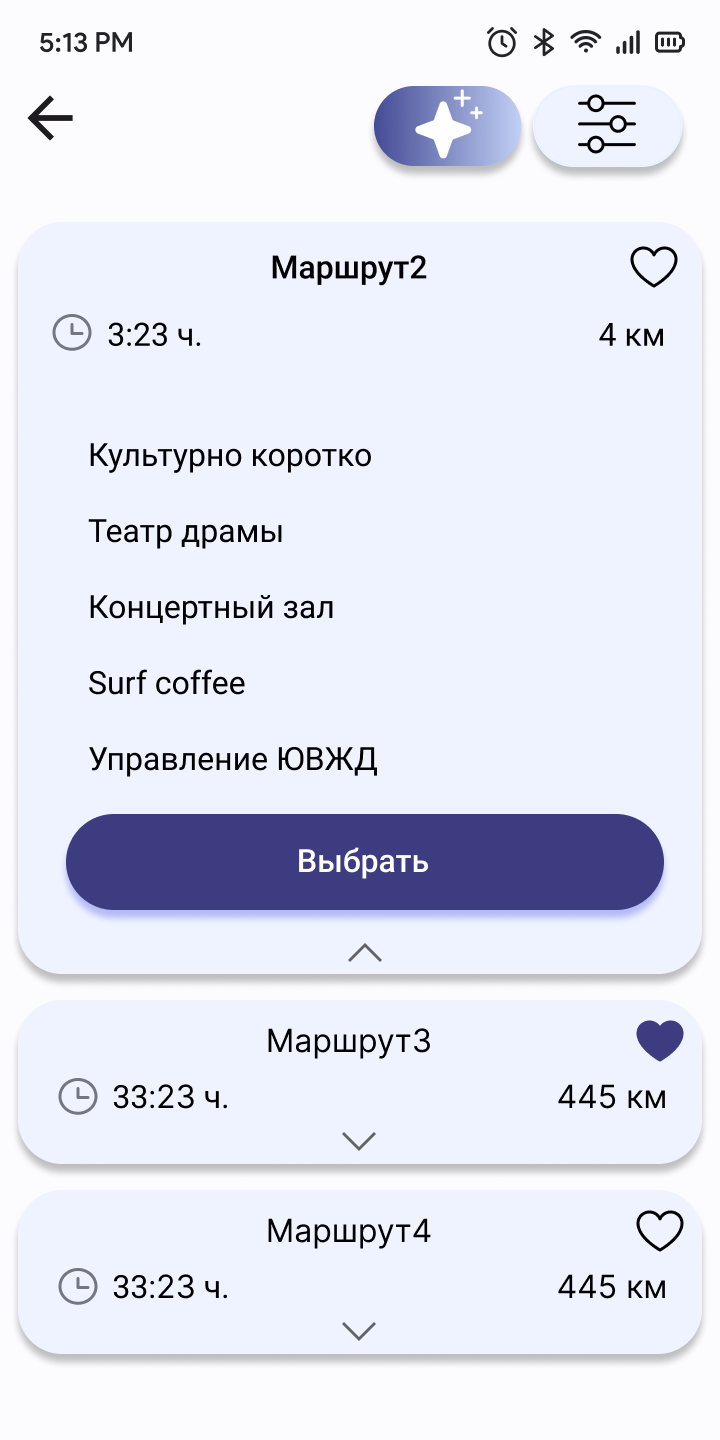 5:13 PM
Маршрут2
3:23 ч.
4 км
Культурно коротко
Театр драмы
Концертный зал
Surf coffee
Управление ЮВЖД
Выбрать
Маршрут3
33:23 ч.
445 км
Маршрут4
33:23 ч.
445 км